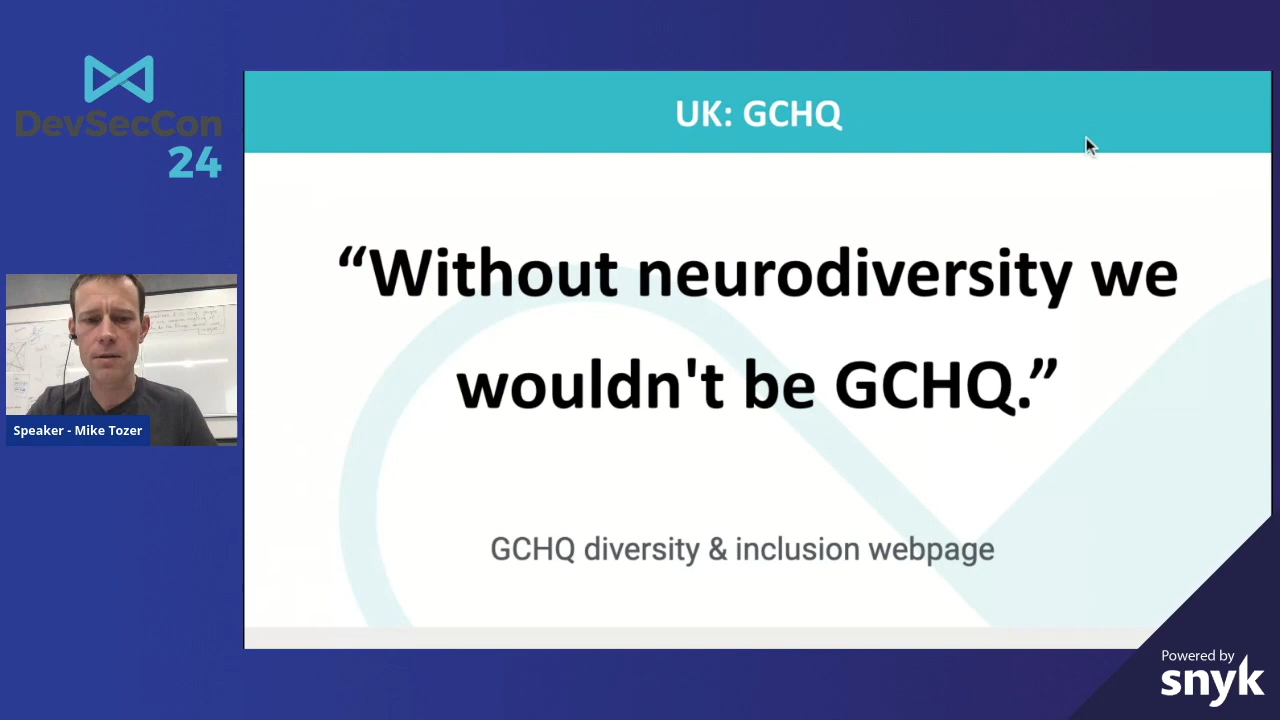 DevSecCon
24
UK: GCHQ
“Without neurodiversity we
wouldn't be GCHQ.”
GCHQ diversity & inclusion webpage
Speaker - Mike Tozer
Powered by
snyk